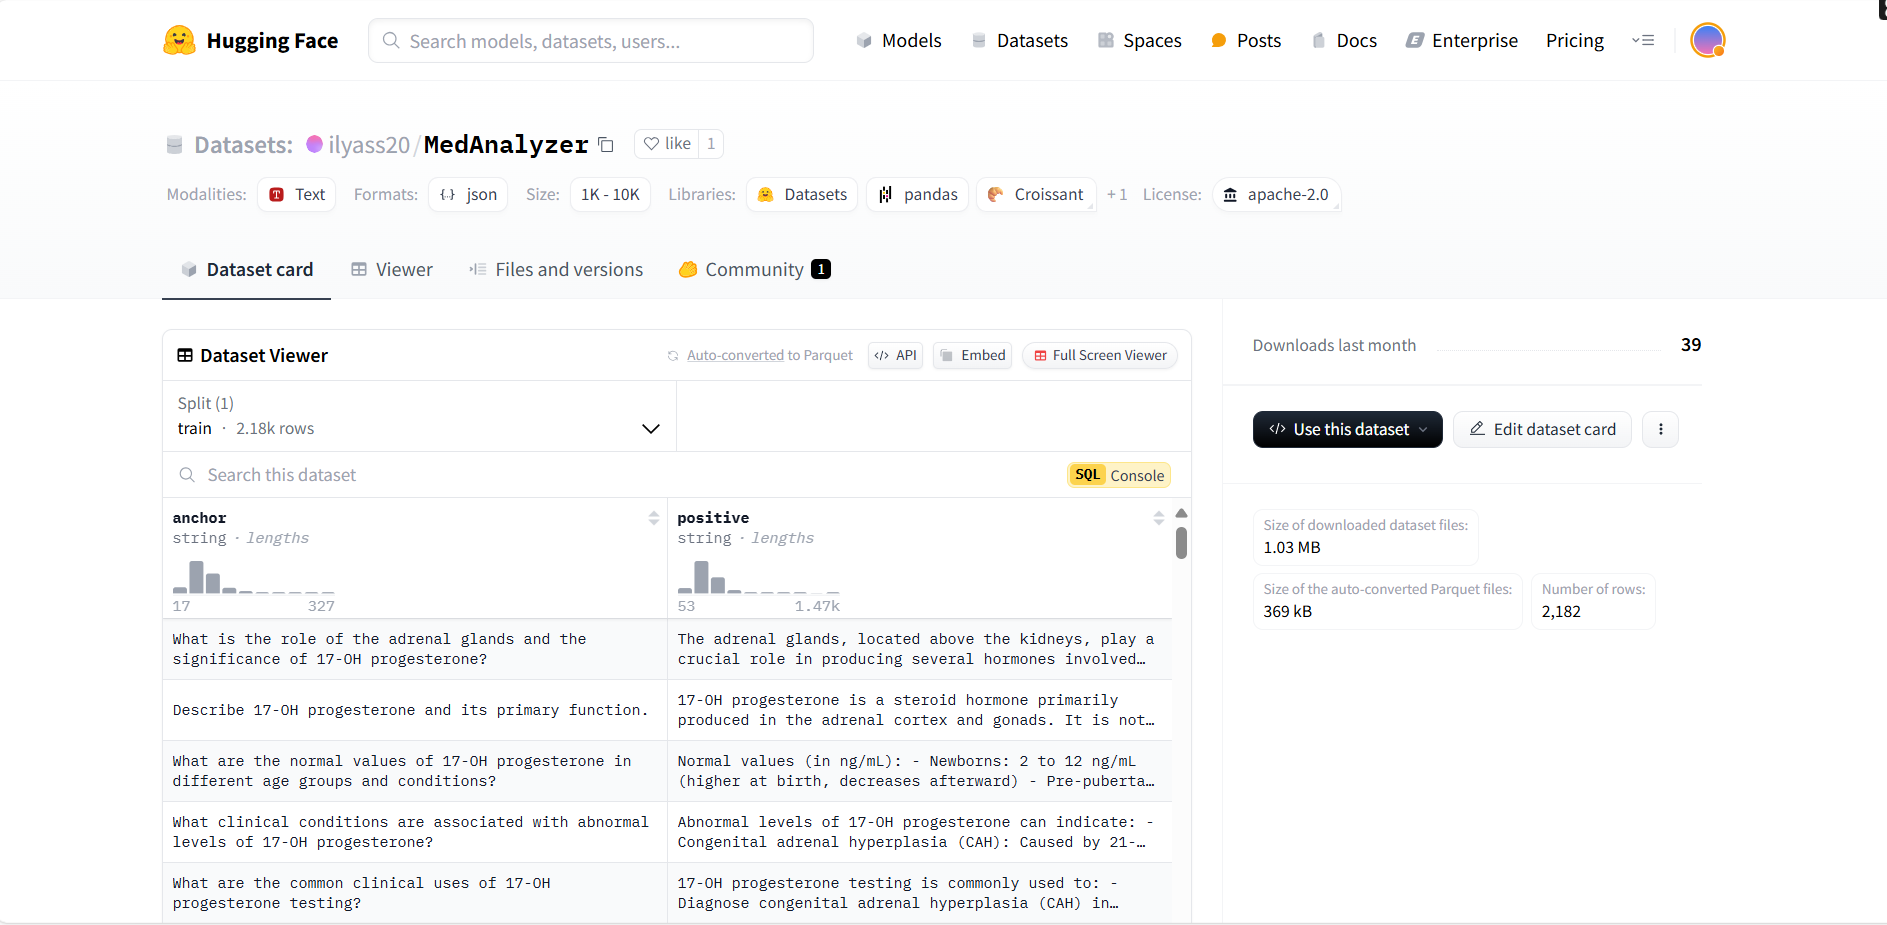 Hugging Face
Search models, datasets, users...
Models
Datasets
Spaces
Posts
Docs
Enterprise
Pricing
Datasets: ilyass20/MedAnalyzer
like 1
Modalities: Text Formats: json Size: 1K - 10K Libraries: Datasets pandas Croissant + 1 License: apache-2.0
Dataset card
Viewer
Files and versions
Community 1
Dataset Viewer
Auto-converted to Parquet
API
Embed
Full Screen Viewer
Split (1)
train · 2.18k rows
Search this dataset
SQL Console
anchor
string · lengths
17 327
positive
string · lengths
53 1.47k
What is the role of the adrenal glands and the
significance of 17-OH progesterone?
The adrenal glands, located above the kidneys, play a
crucial role in producing several hormones involved…
Describe 17-OH progesterone and its primary function.
17-OH progesterone is a steroid hormone primarily
produced in the adrenal cortex and gonads. It is not…
What are the normal values of 17-OH progesterone in
different age groups and conditions?
Normal values (in ng/mL): - Newborns: 2 to 12 ng/mL
(higher at birth, decreases afterward) - Pre-puberta…
What clinical conditions are associated with abnormal
levels of 17-OH progesterone?
Abnormal levels of 17-OH progesterone can indicate: -
Congenital adrenal hyperplasia (CAH): Caused by 21-…
What are the common clinical uses of 17-OH
progesterone testing?
17-OH progesterone testing is commonly used to: -
Diagnose congenital adrenal hyperplasia (CAH) in…
Downloads last month 39
Use this dataset
Edit dataset card
Size of downloaded dataset files:
1.03 MB
Size of the auto-converted Parquet files:
369 kB
Number of rows:
2,182